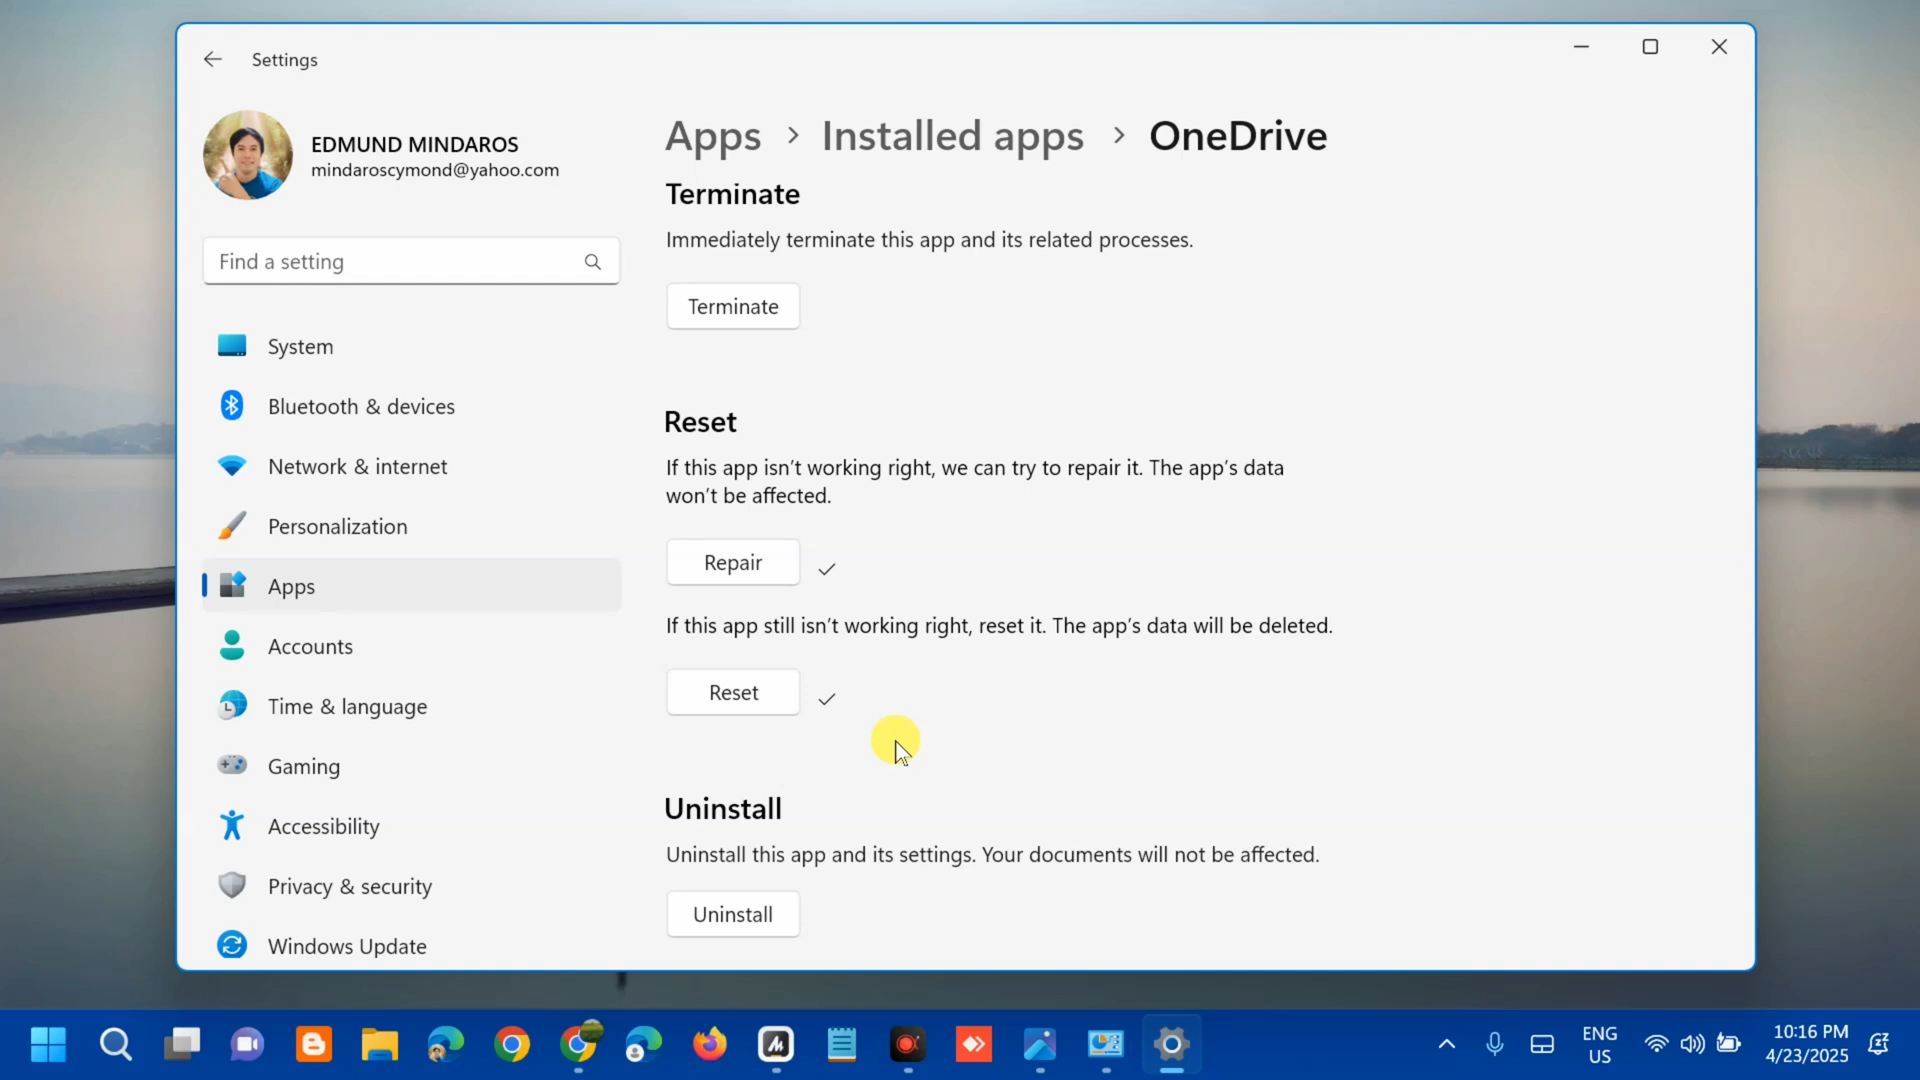 Settings
EDMUND MINDAROS
mindaroscymond@yahoo.com
Find a setting
System
Bluetooth & devices
Network & internet
Personalization
Apps
Accounts
Time & language
Gaming
Accessibility
Privacy & security
Windows Update
Apps > Installed apps > OneDrive
Terminate
Immediately terminate this app and its related processes.
Terminate
Reset
If this app isn’t working right, we can try to repair it. The app’s data
won’t be affected.
Repair
If this app still isn’t working right, reset it. The app’s data will be deleted.
Reset
Uninstall
Uninstall this app and its settings. Your documents will not be affected.
Uninstall
ENG
US
10:16 PM
4/23/2025